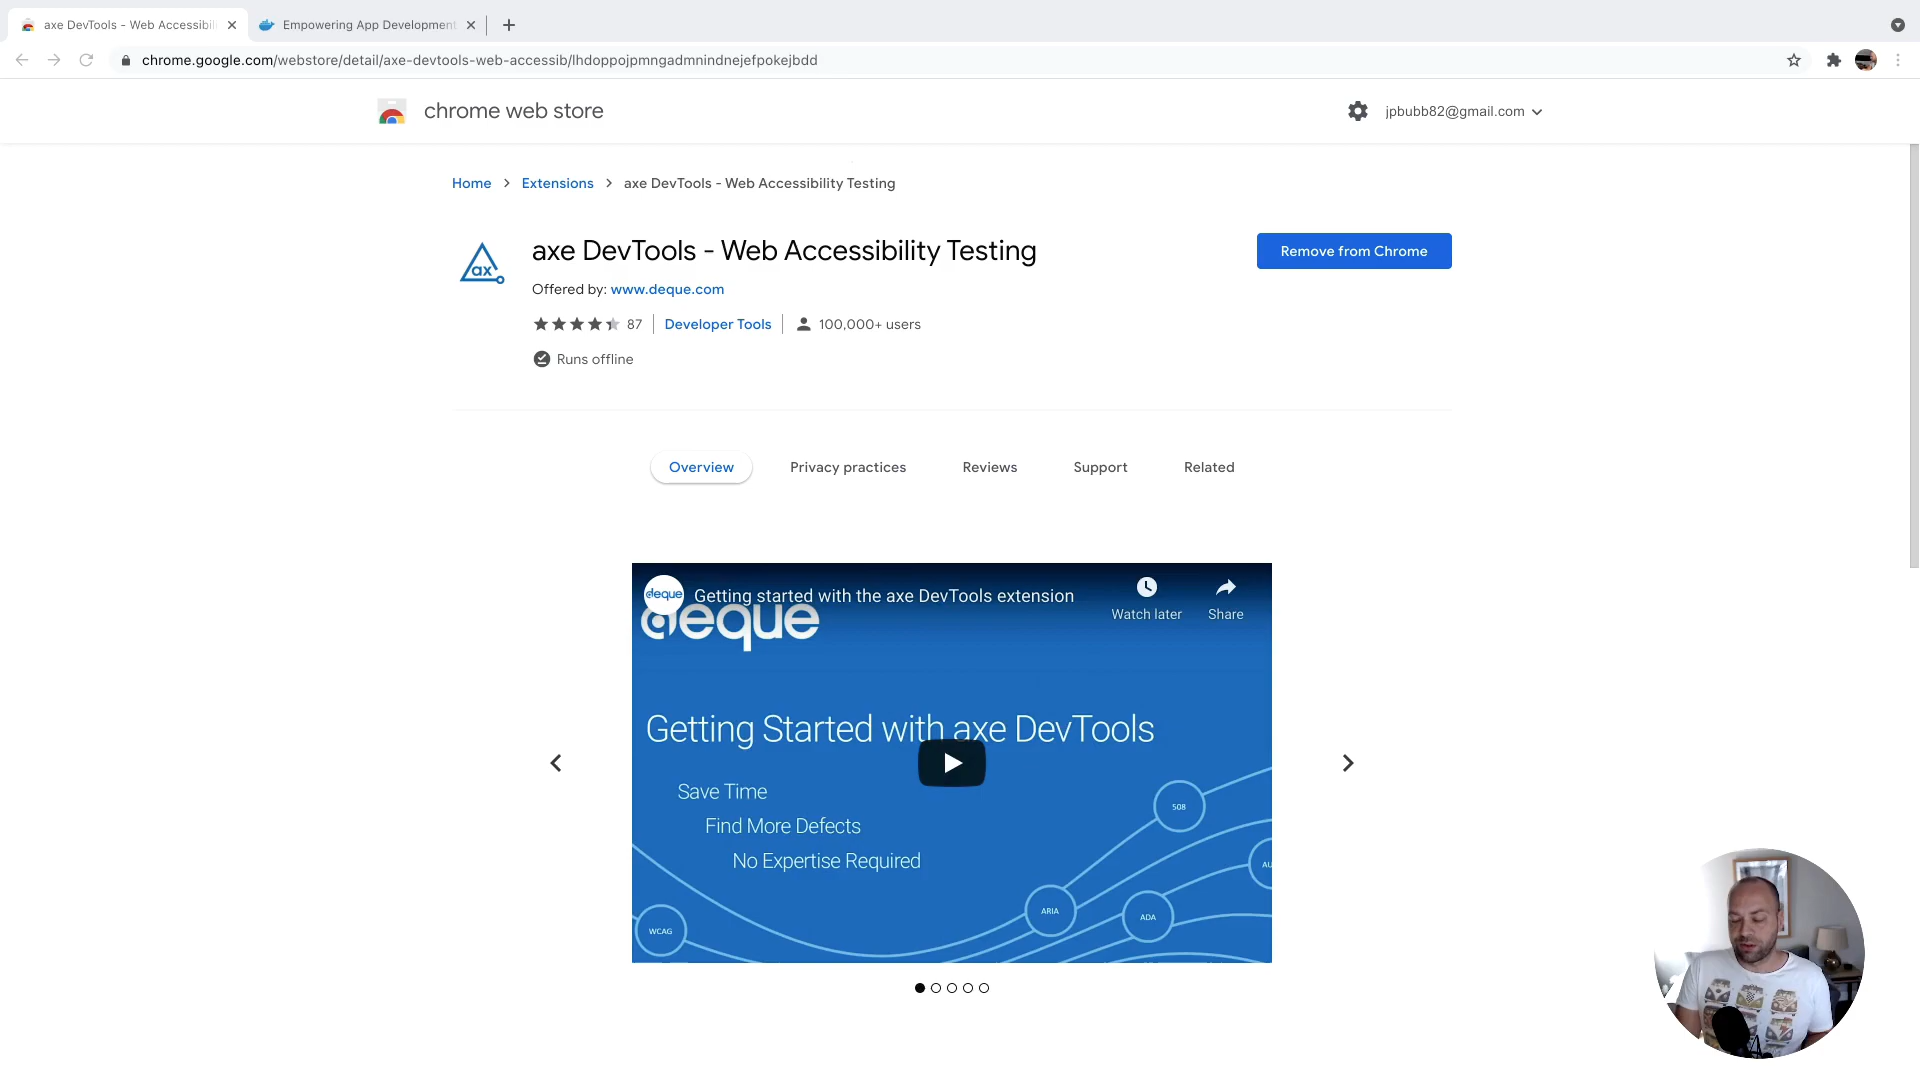 axe DevTools - Web Accessibili
Empowering App Development
chrome.google.com/webstore/detail/axe-devtools-web-accessib/lhdoppojpmngadmnindnejefpokejbdd
chrome web store
jpbubb82@gmail.com
Home
Extensions
axe DevTools - Web Accessibility Testing
ax
axe DevTools - Web Accessibility Testing
Remove from Chrome
Offered by: www.deque.com
87
Developer Tools
100,000+ users
Runs offline
Overview
Privacy practices
Reviews
Support
Related
deque
Getting started with the axe DevTools extension
Watch later
Share
deque
Getting Started with axe DevTools
Save Time
Find More Defects
No Expertise Required
508
AU
ARIA
ADA
WCAG